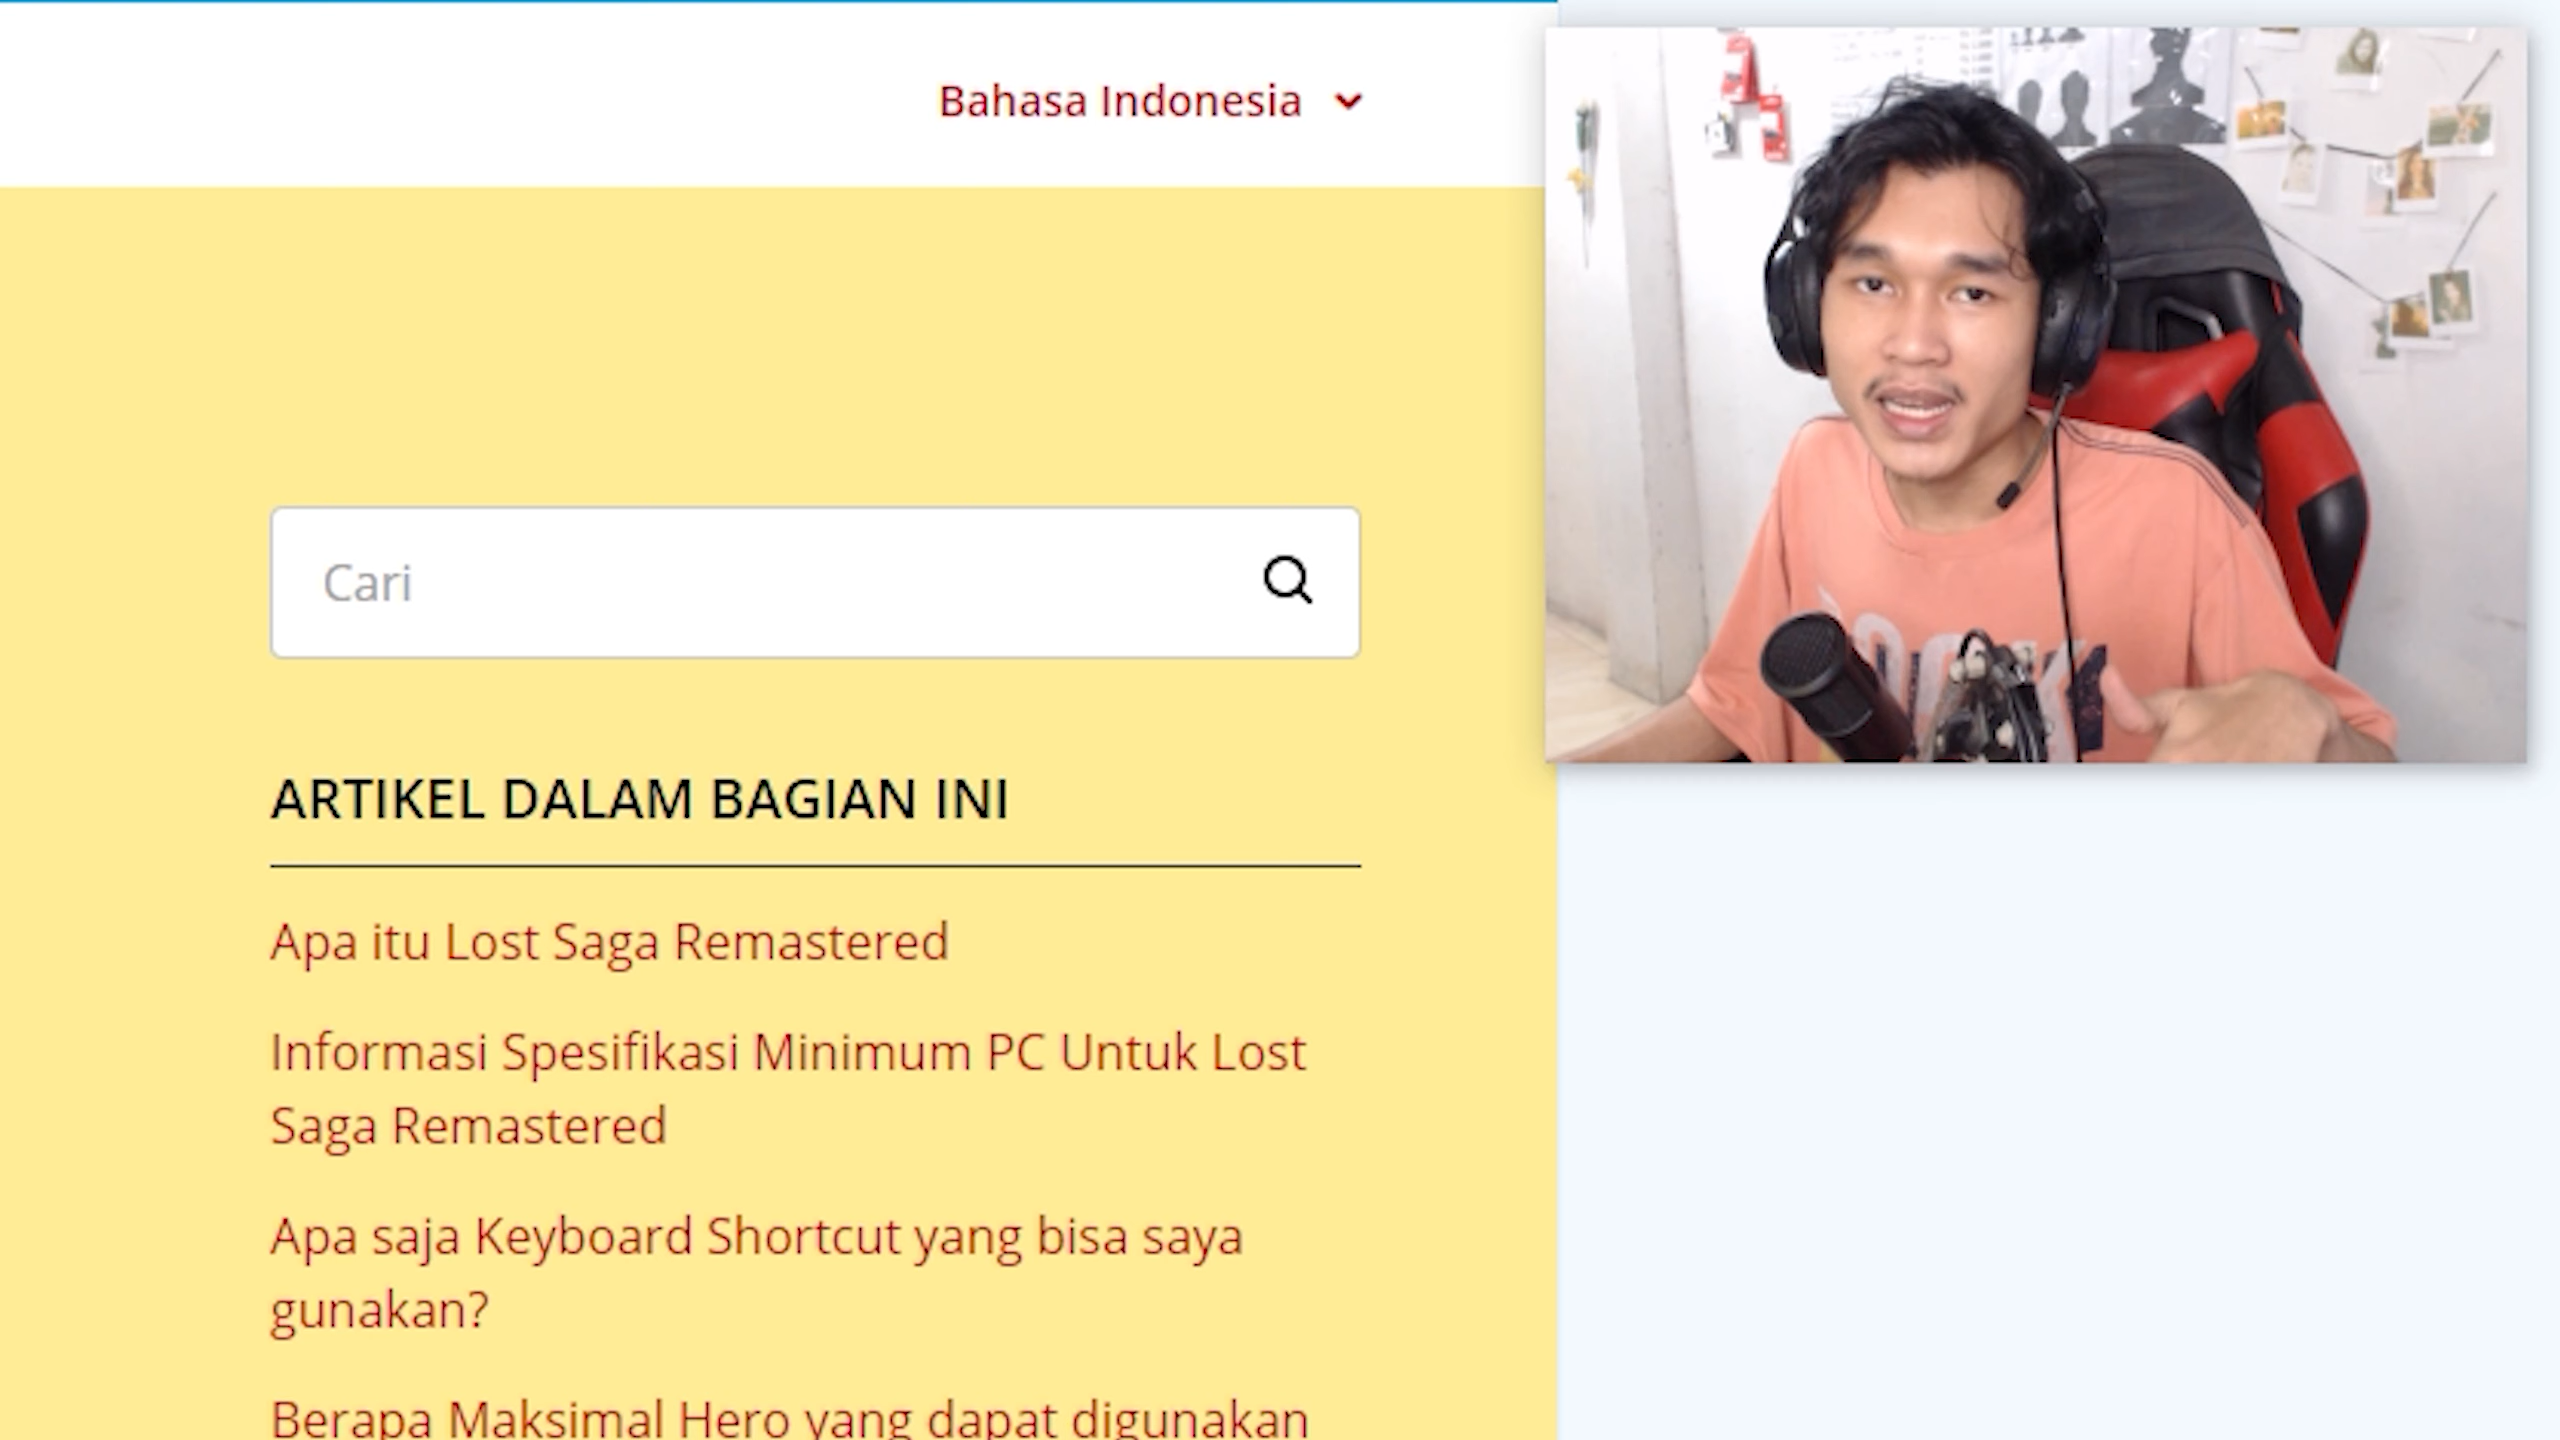 Bahasa Indonesia
Cari
ARTIKEL DALAM BAGIAN INI
Apa itu Lost Saga Remastered
Informasi Spesifikasi Minimum PC Untuk Lost
Saga Remastered
Apa saja Keyboard Shortcut yang bisa saya
gunakan?
Berapa Maksimal Hero yang dapat digunakan